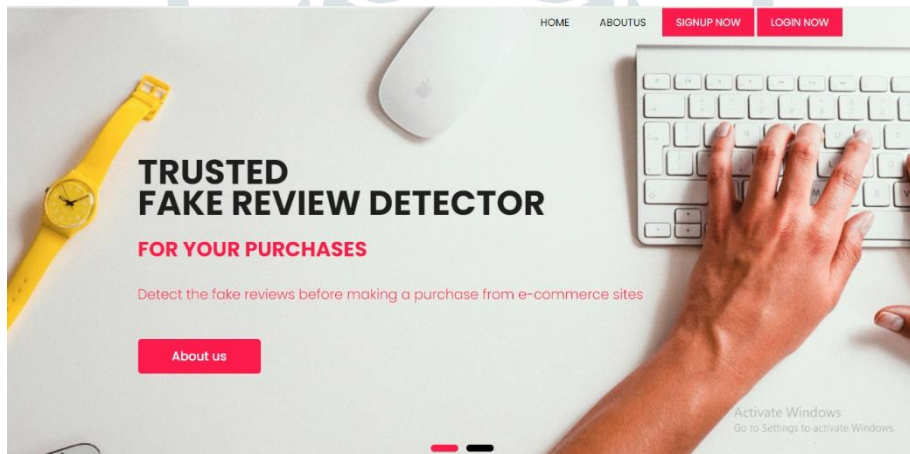 HOME ABOUTUS SIGNUP NOW LOGIN NOW
TRUSTED
FAKE REVIEW DETECTOR
FOR YOUR PURCHASES
Detect the fake reviews before making a purchase from e-commerce sites
About us
Activate Windows
Go to Settings to activate Windows.